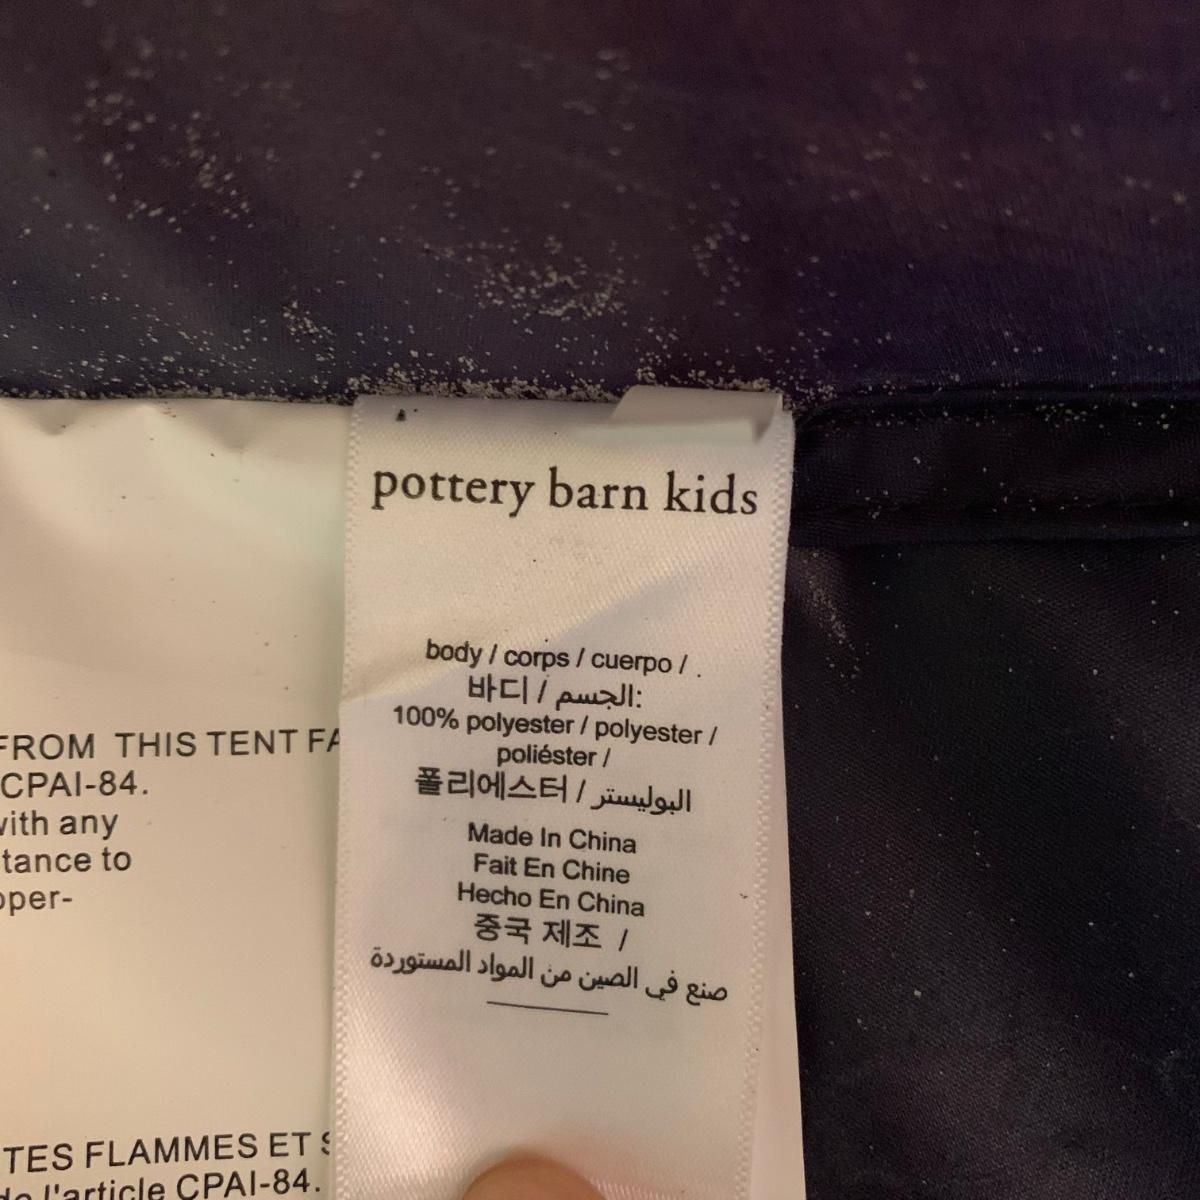 pottery barn kids
body / corps / cuerpo / .
바디 / الجسم:
100% polyester / polyester /
poliéster /
폴리에스터 / البوليستر
Made In China
Fait En Chine
Hecho En China
중국 제조 /
صنع في الصين من المواد المستوردة
FROM THIS TENT FA
CPAI-84.
with any
tance to
oper-
TES FLAMMES ET S
de l'article CPAI-84.